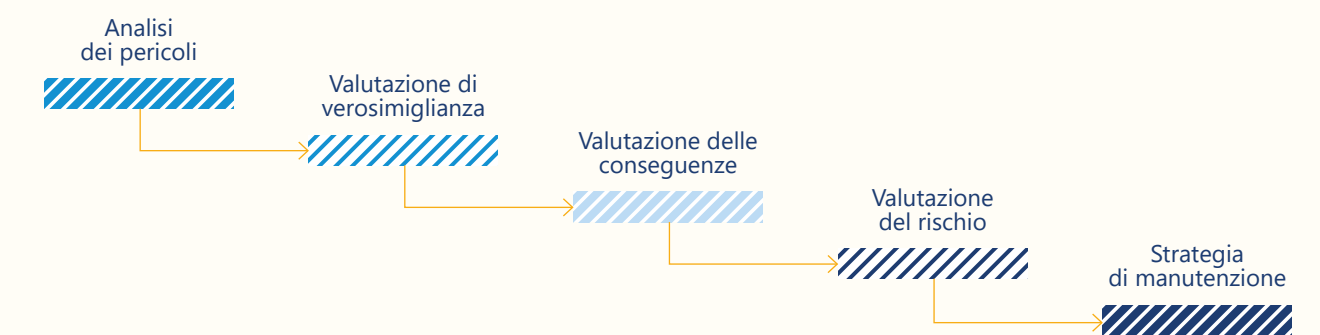 Analisi
dei pericoli
Valutazione di
verosimiglianza
Valutazione delle
conseguenze
Valutazione
del rischio
Strategia
di manutenzione